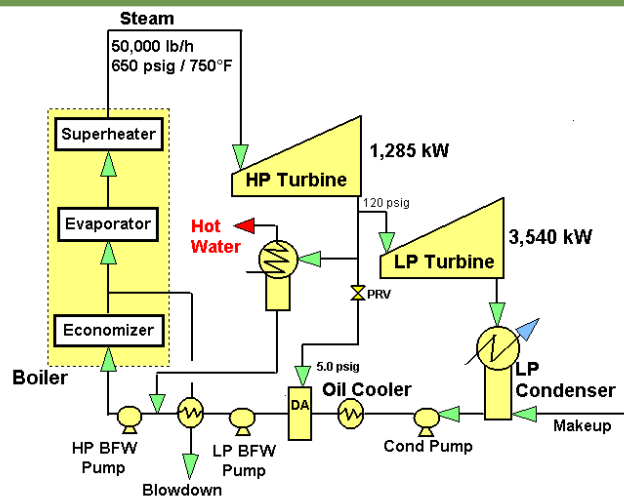 Steam
50,000 lb/h
650 psig / 750°F
Superheater
1,285 kW
HP Turbine
120 psig
Evaporator
Hot
Water
3,540 kW
LP Turbine
PRV
Economizer
Boiler
5.0 psig
Oil Cooler
LP
Condenser
DA
Makeup
HP BFW
Pump
LP BFW
Pump
Cond Pump
Blowdown